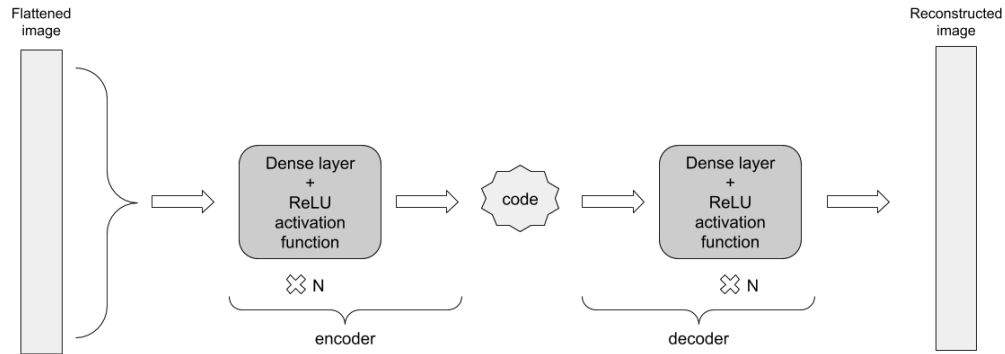 Flattened
image
Reconstructed
image
Dense layer
+
ReLU
activation
function
code
Dense layer
+
ReLU
activation
function
N
N
encoder
decoder